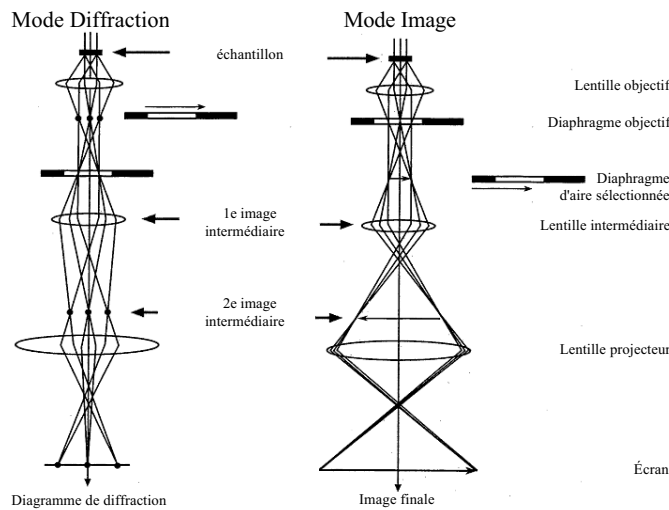 Mode Diffraction
Mode Image
échantillon
Lentille objectif
Diaphragme objectif
Diaphragme
d'aire sélectionnée
1e image
intermédiaire
Lentille intermédiaire
2e image
intermédiaire
Lentille projecteur
Écran
Diagramme de diffraction
Image finale